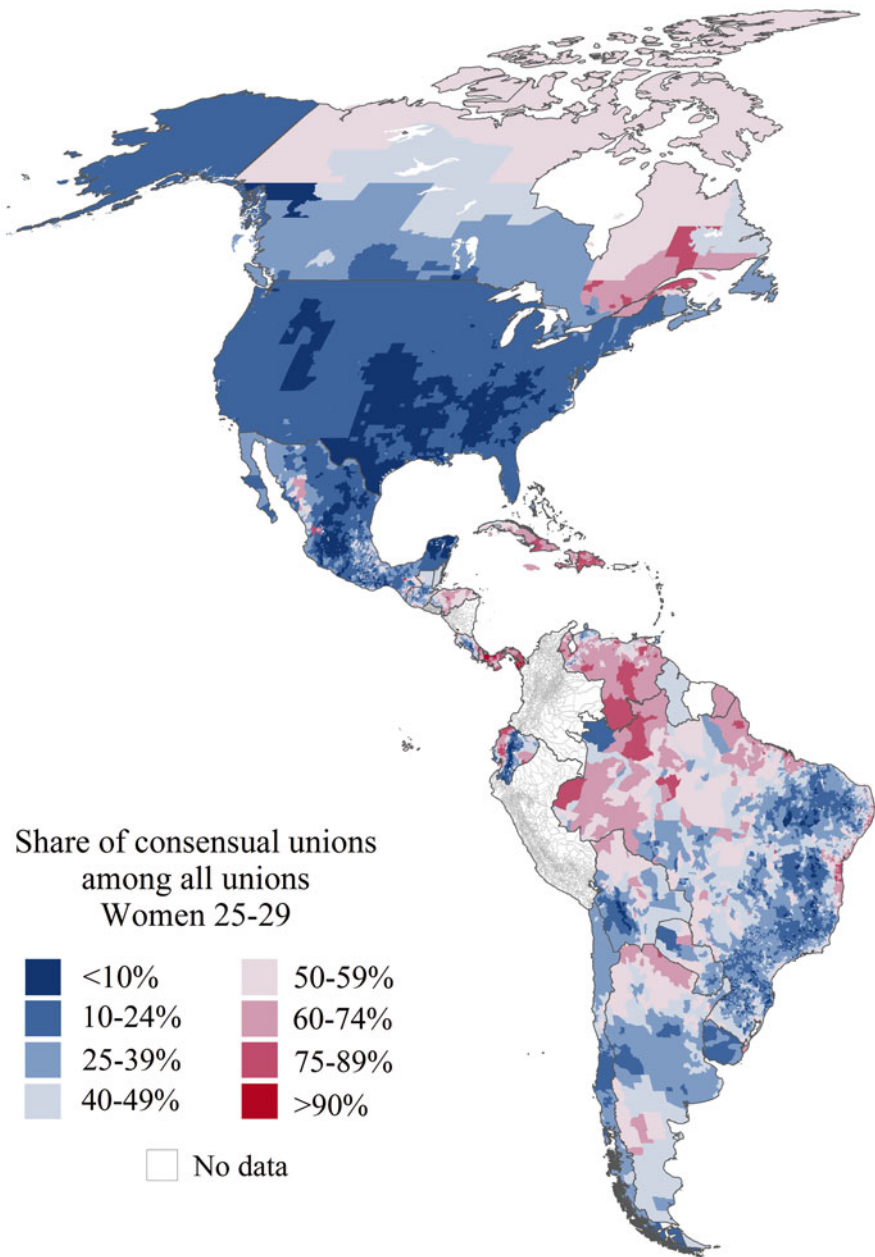 Share of consensual unions
among all unions
Women 25-29
<10%
10-24%
25-39%
40-49%
50-59%
60-74%
75-89%
>90%
No data